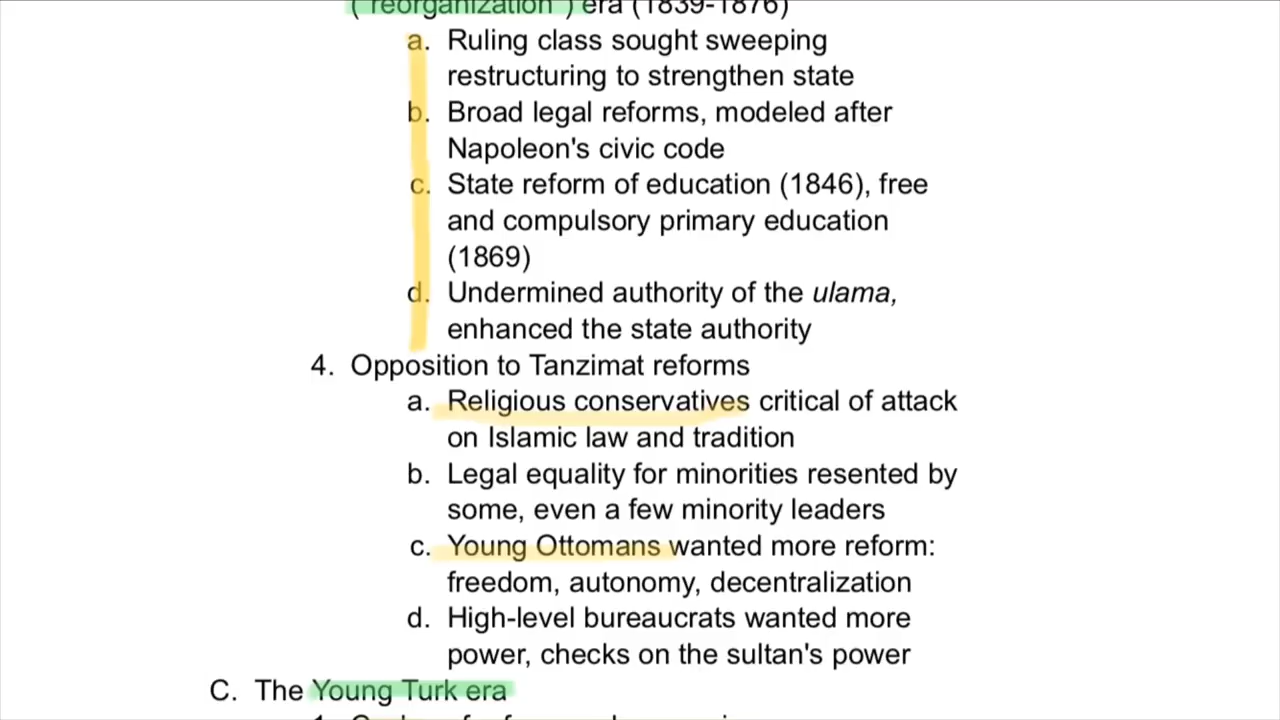 ("reorganization") era (1839-1876)
a. Ruling class sought sweeping
restructuring to strengthen state
b. Broad legal reforms, modeled after
Napoleon's civic code
c. State reform of education (1846), free
and compulsory primary education
(1869)
d. Undermined authority of the ulama,
enhanced the state authority
4. Opposition to Tanzimat reforms
a. Religious conservatives critical of attack
on Islamic law and tradition
b. Legal equality for minorities resented by
some, even a few minority leaders
c. Young Ottomans wanted more reform:
freedom, autonomy, decentralization
d. High-level bureaucrats wanted more
power, checks on the sultan's power
C. The Young Turk era